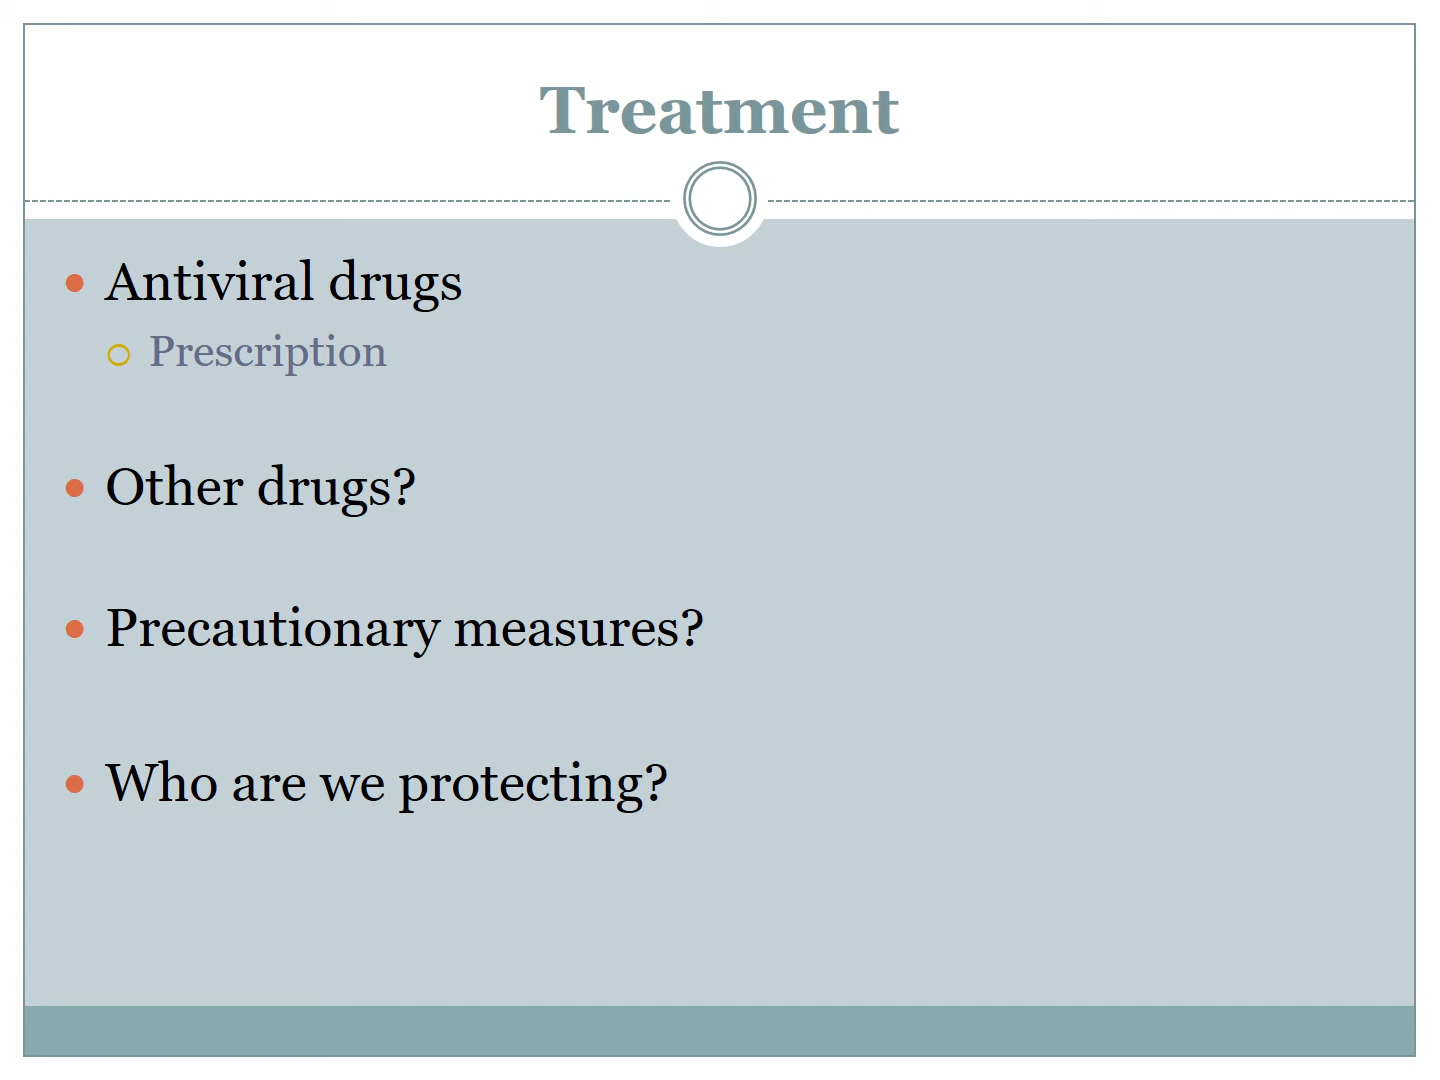 Treatment
Antiviral drugs
Prescription
Other drugs?
Precautionary measures?
Who are we protecting?